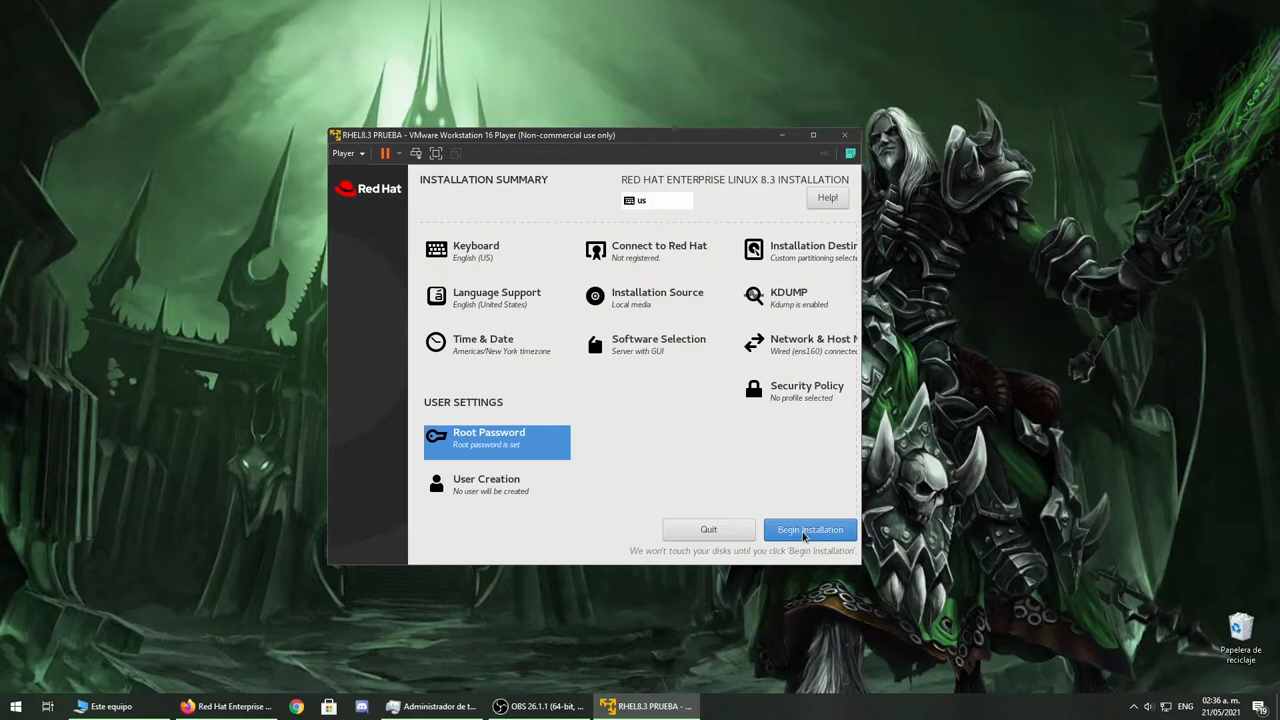 RHEL8.3 PRUEBA - VMware Workstation 16 Player (Non-commercial use only)
Player
Red Hat
INSTALLATION SUMMARY
RED HAT ENTERPRISE LINUX 8.3 INSTALLATION
us
Help!
Keyboard
English (US)
Connect to Red Hat
Not registered.
Installation Destin
Custom partitioning selecte
Language Support
English (United States)
Installation Source
Local media
KDUMP
Kdump is enabled
Time & Date
Americas/New York timezone
Software Selection
Server with GUI
Network & Host N
Wired (ens160) connected
Security Policy
No profile selected
USER SETTINGS
Root Password
Root password is set
User Creation
No user will be created
Quit
Begin Installation
We won't touch your disks until you click 'Begin Installation'.
Papelera de
reciclaje
Este equipo
Red Hat Enterprise ...
Administrador de t...
OBS 26.1.1 (64-bit, ...
RHEL8.3 PRUEBA - ...
ENG
02:36 a. m.
21/05/2021
19